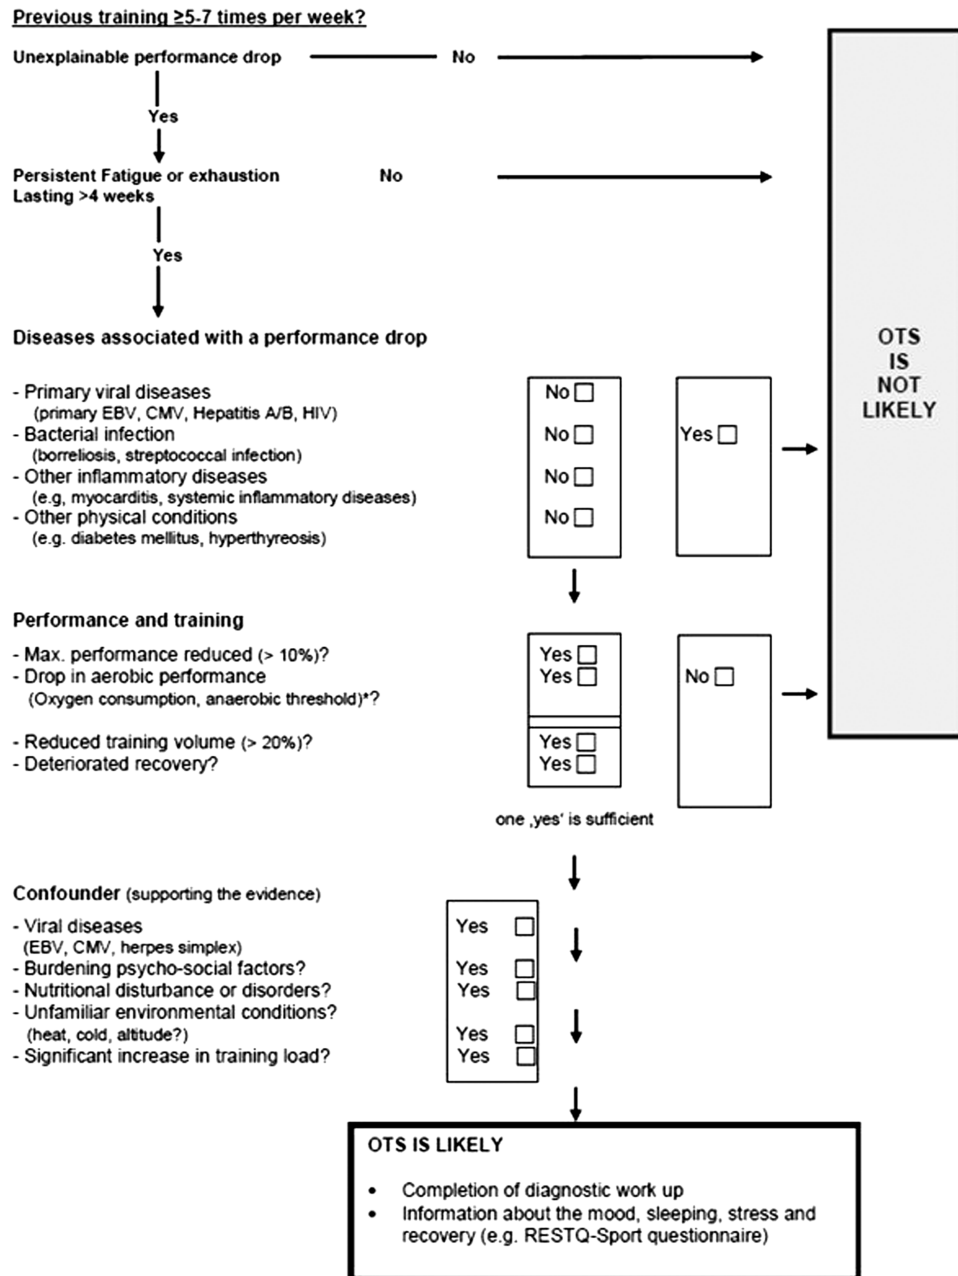 Previous training ≥5-7 times per week?
Unexplainable performance drop No
Yes
Persistent Fatigue or exhaustion No
Lasting >4 weeks
Yes
Diseases associated with a performance drop
- Primary viral diseases No
(primary EBV, CMV, Hepatitis A/B, HIV)
- Bacterial infection No Yes
(borreliosis, streptococcal infection)
- Other inflammatory diseases No
(e.g, myocarditis, systemic inflammatory diseases)
- Other physical conditions No
(e.g. diabetes mellitus, hyperthyreosis)
OTS
IS
NOT
LIKELY
Performance and training
- Max. performance reduced (> 10%)? Yes
- Drop in aerobic performance Yes No
(Oxygen consumption, anaerobic threshold)*?
- Reduced training volume (> 20%)? Yes
- Deteriorated recovery? Yes
one ‚yes' is sufficient
Confounder (supporting the evidence)
- Viral diseases Yes
(EBV, CMV, herpes simplex)
- Burdening psycho-social factors? Yes
- Nutritional disturbance or disorders? Yes
- Unfamiliar environmental conditions?
(heat, cold, altitude?) Yes
- Significant increase in training load? Yes
OTS IS LIKELY
• Completion of diagnostic work up
• Information about the mood, sleeping, stress and
recovery (e.g. RESTQ-Sport questionnaire)